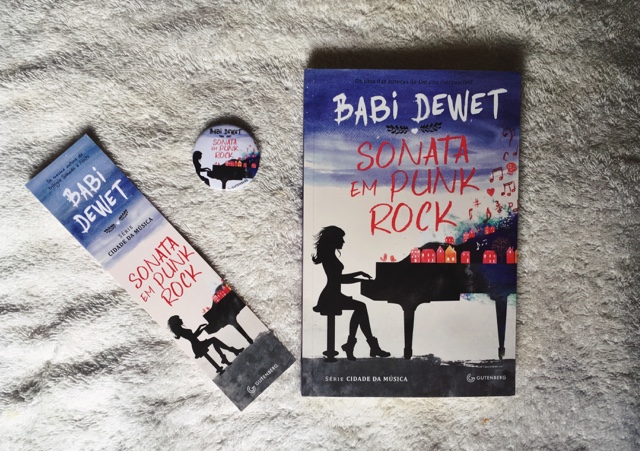 BABI
DEWET
SÉRIE
CIDADE DA MÚSICA
SONATA
EM PUNK
ROCK
GUTENBERG
BABI DEWET
SONATA
EM PUNK
ROCK
BABI DEWET
SONATA
EM PUNK
ROCK
SÉRIE CIDADE DA MÚSICA
GUTENBERG